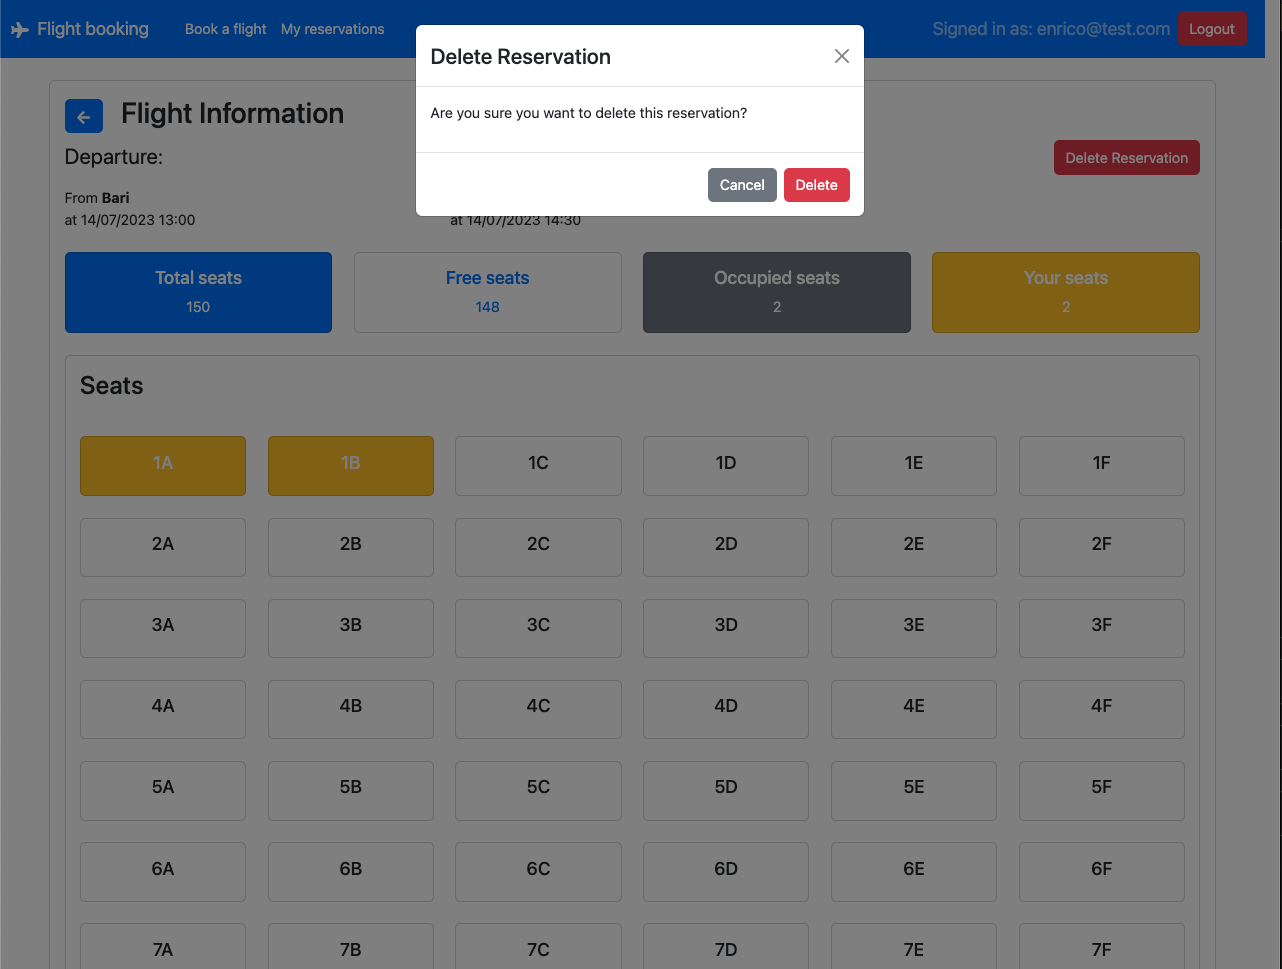 Flight booking Book a flight My reservations Signed in as: enrico@test.com Logout
Delete Reservation
Are you sure you want to delete this reservation?
Cancel Delete
Flight Information
Departure:
Delete Reservation
From Bari
at 14/07/2023 13:00 at 14/07/2023 14:30
Total seats Free seats Occupied seats Your seats
150 148 2 2
Seats
1A 1B 1C 1D 1E 1F
2A 2B 2C 2D 2E 2F
3A 3B 3C 3D 3E 3F
4A 4B 4C 4D 4E 4F
5A 5B 5C 5D 5E 5F
6A 6B 6C 6D 6E 6F
7A 7B 7C 7D 7E 7F